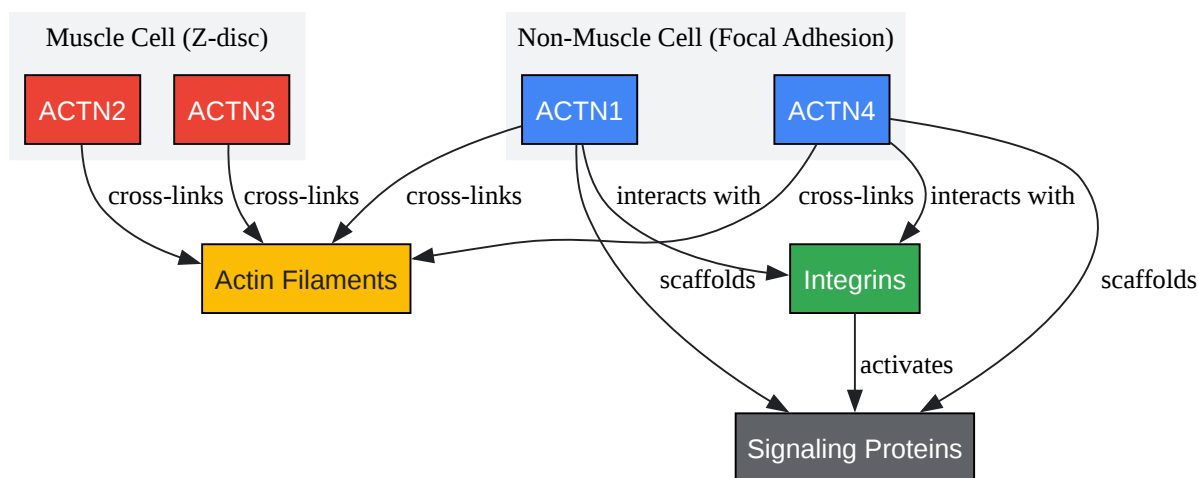 Muscle Cell (Z-disc)
Non-Muscle Cell (Focal Adhesion)
ACTN2
ACTN3
ACTN1
ACTN4
cross-links
cross-links
cross-links
interacts with
cross-links
interacts with
Actin Filaments
scaffolds
Integrins
scaffolds
activates
Signaling Proteins